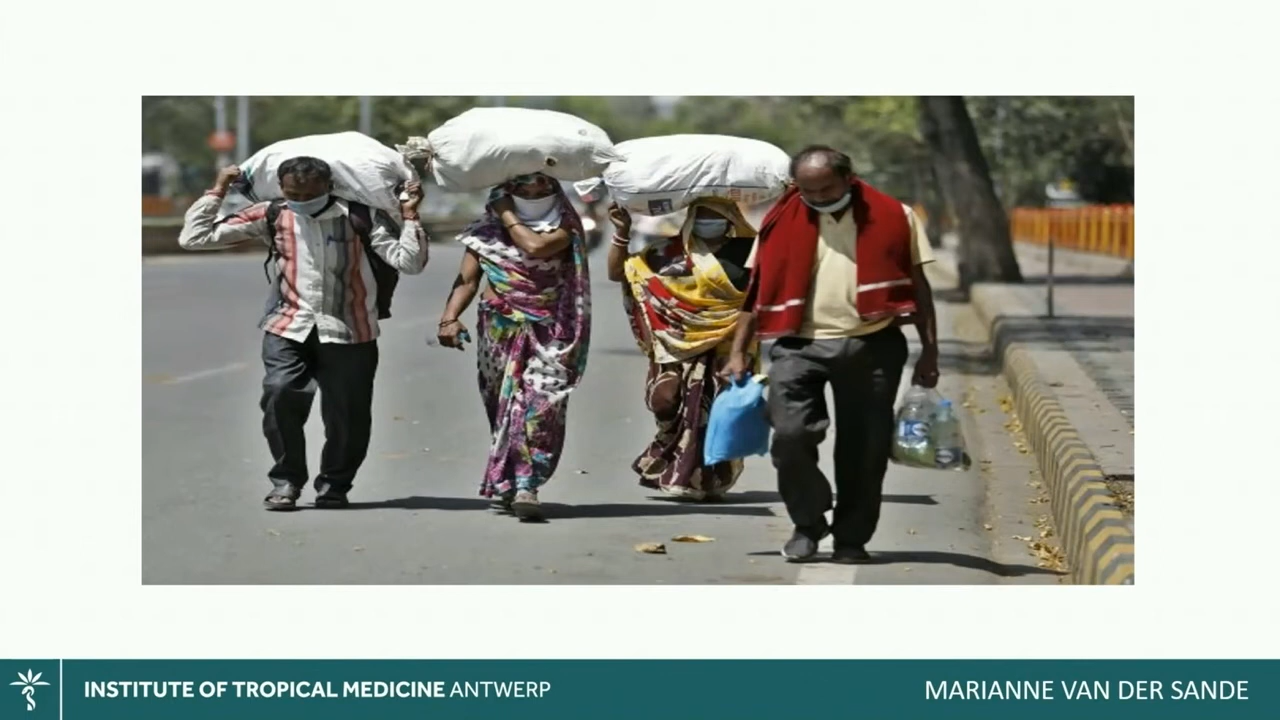 INSTITUTE OF TROPICAL MEDICINE ANTWERP
MARIANNE VAN DER SANDE